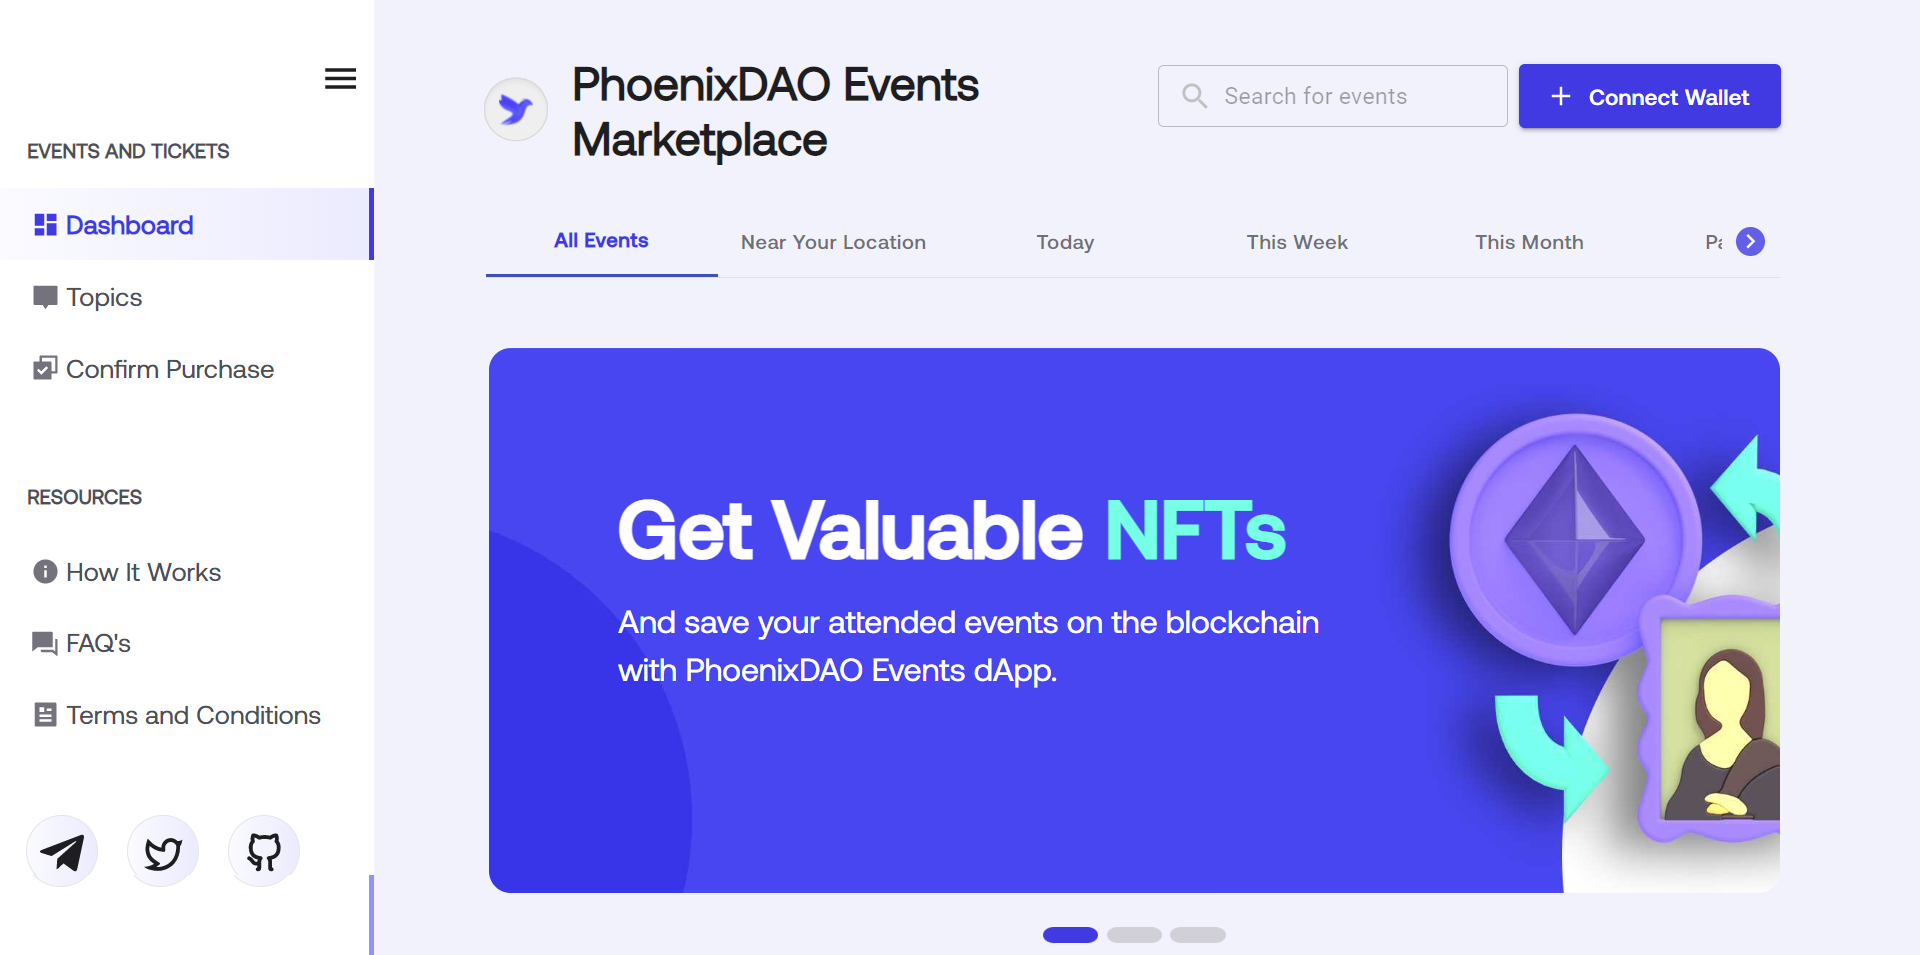 EVENTS AND TICKETS
Dashboard
Topics
Confirm Purchase
RESOURCES
How It Works
FAQ's
Terms and Conditions
PhoenixDAO Events
Marketplace
Search for events
Connect Wallet
All Events
Near Your Location
Today
This Week
This Month
Get Valuable NFTs
And save your attended events on the blockchain
with PhoenixDAO Events dApp.